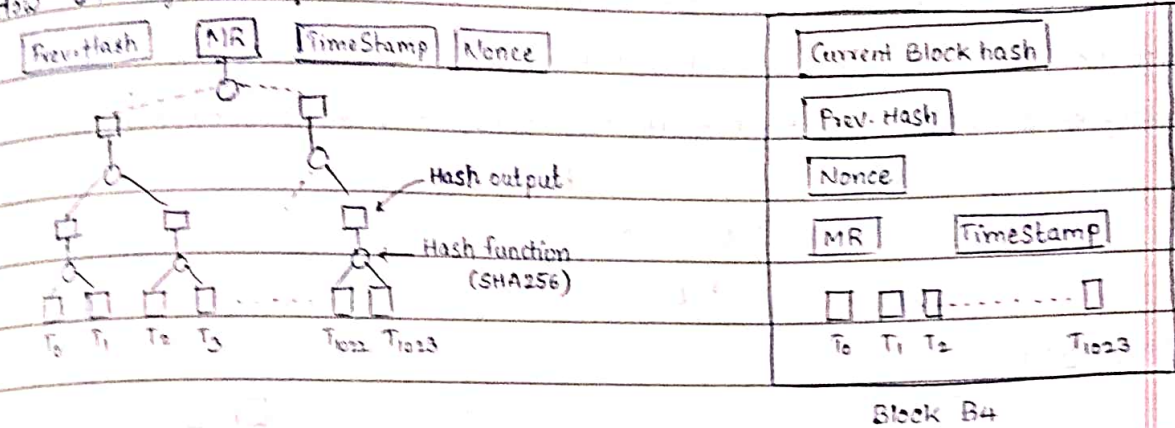 Prev. Hash MR TimeStamp Nonce
Hash output
Hash function
(SHA256)
T0 T1 T2 T3 T1022 T1023
Current Block hash
Prev. Hash
Nonce
MR TimeStamp
T0 T1 T2 T1023
Block B4